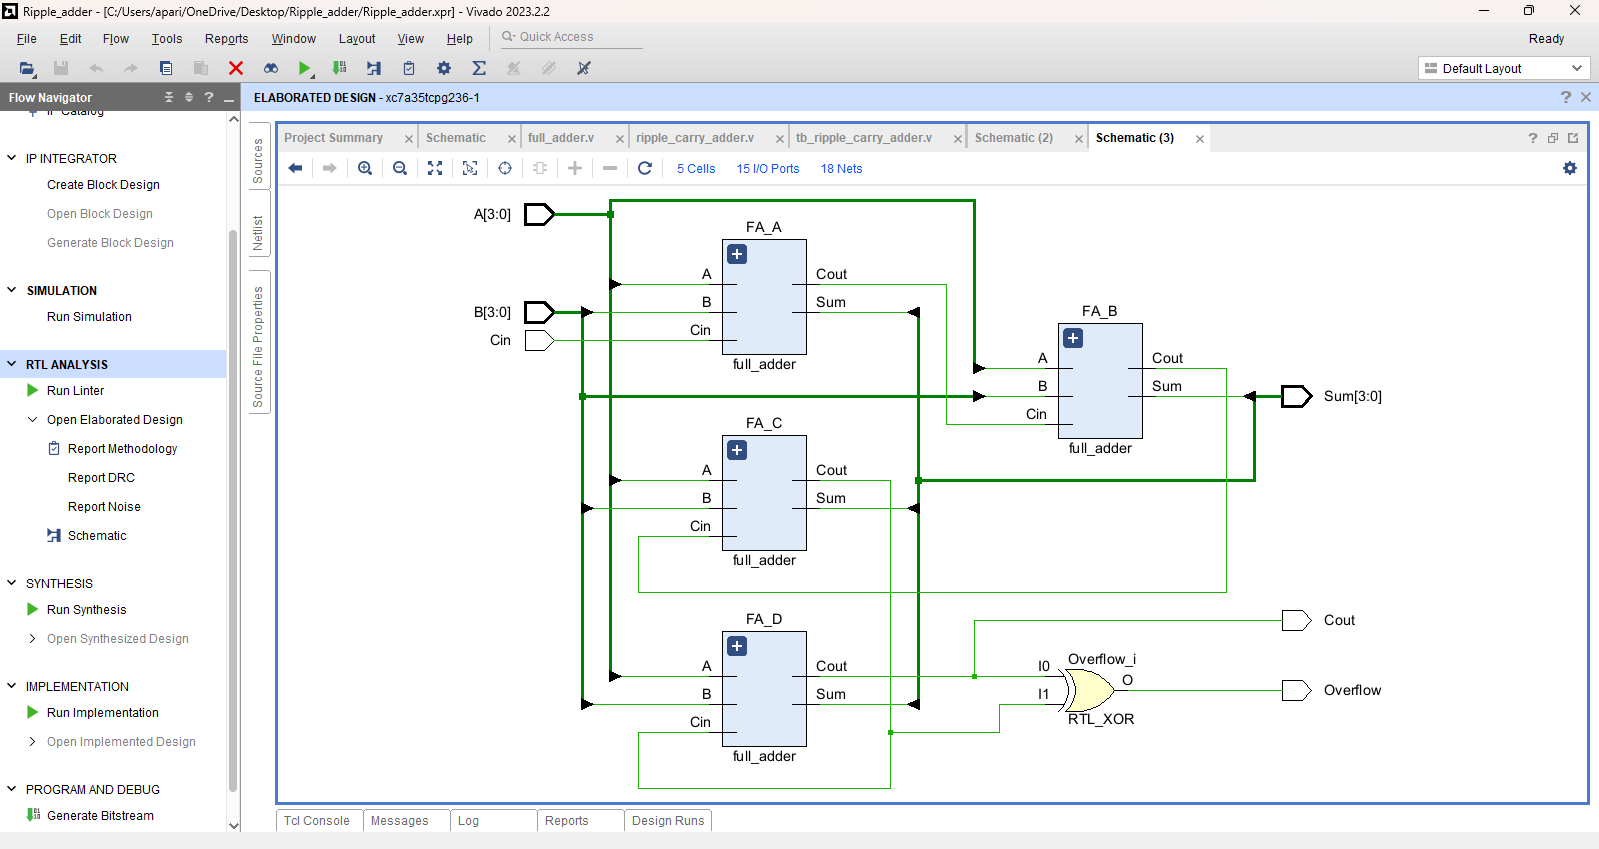 Ripple_adder - [C:/Users/apari/OneDrive/Desktop/Ripple_adder/Ripple_adder.xpr] - Vivado 2023.2.2
File Edit Flow Tools Reports Window Layout View Help Quick Access Ready
Default Layout
Flow Navigator
IP Catalog
IP INTEGRATOR
Create Block Design
Open Block Design
Generate Block Design
SIMULATION
Run Simulation
RTL ANALYSIS
Run Linter
Open Elaborated Design
Report Methodology
Report DRC
Report Noise
Schematic
SYNTHESIS
Run Synthesis
Open Synthesized Design
IMPLEMENTATION
Run Implementation
Open Implemented Design
PROGRAM AND DEBUG
Generate Bitstream
ELABORATED DESIGN - xc7a35tcpg236-1
Sources
Netlist
Source File Properties
Project Summary Schematic full_adder.v ripple_carry_adder.v tb_ripple_carry_adder.v Schematic (2) Schematic (3)
5 Cells 15 I/O Ports 18 Nets
A[3:0]
B[3:0]
Cin
FA_A
A
B
Cin
Cout
Sum
full_adder
FA_B
A
B
Cin
Cout
Sum
full_adder
Sum[3:0]
FA_C
A
B
Cin
Cout
Sum
full_adder
FA_D
A
B
Cin
Cout
Sum
full_adder
Cout
Overflow_i
I0
I1
O
RTL_XOR
Overflow
Tcl Console Messages Log Reports Design Runs